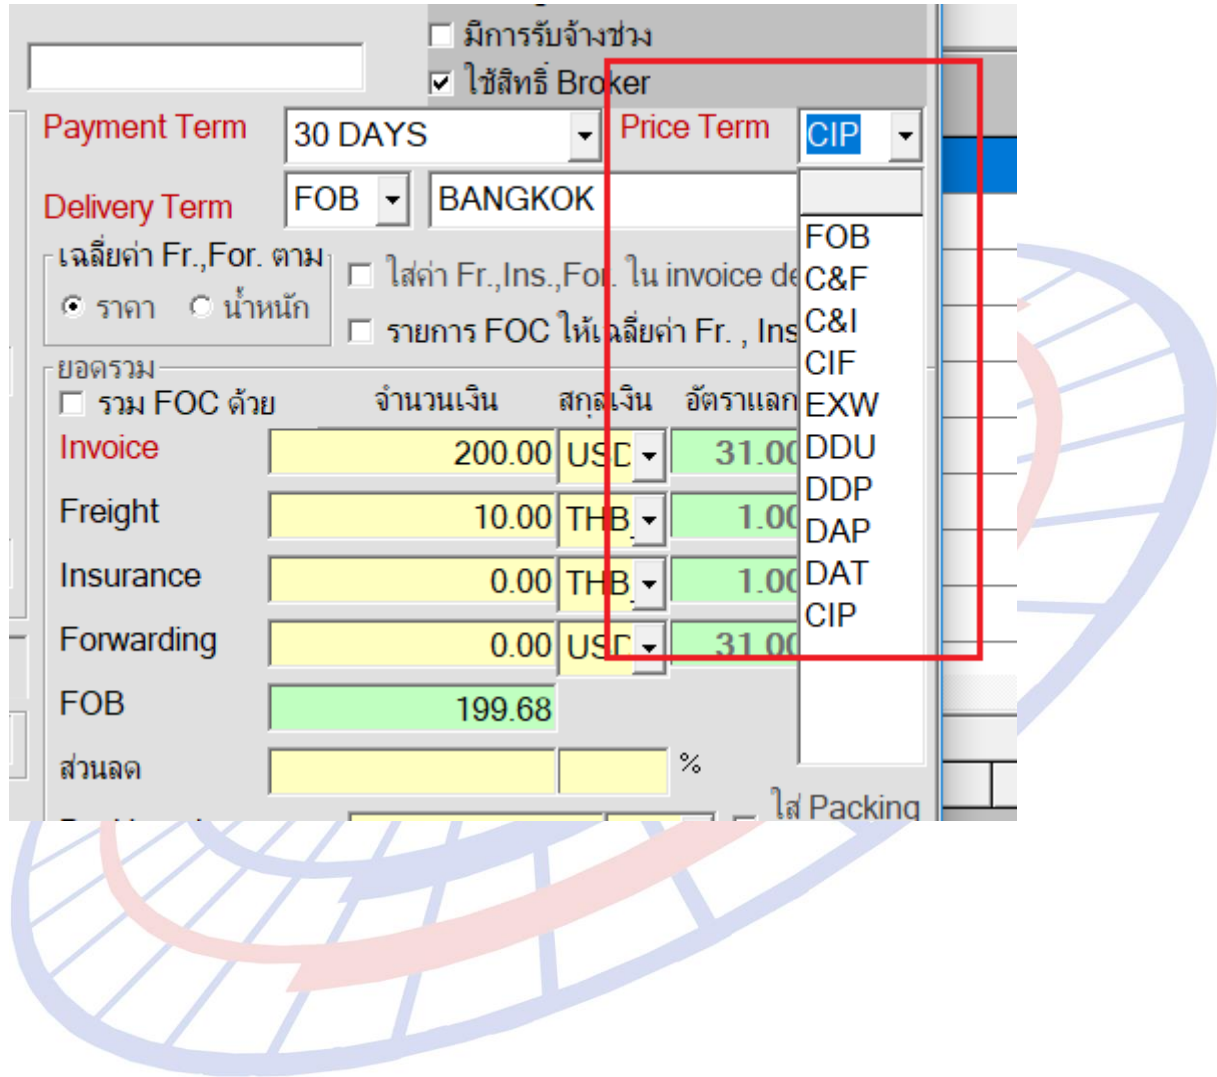 มีการรับจ้างช่วง
ใช้สิทธิ์ Broker
Payment Term 30 DAYS Price Term CIP
Delivery Term FOB BANGKOK
เฉลี่ยค่า Fr.,For. ตาม
ราคา น้ำหนัก
ใส่ค่า Fr.,Ins.,For. ใน invoice de
รายการ FOC ให้เฉลี่ยค่า Fr. , Ins
FOB
C&F
C&I
CIF
EXW
DDU
DDP
DAP
DAT
CIP
ยอดรวม
รวม FOC ด้วย จำนวนเงิน สกุลเงิน อัตราแลก
Invoice 200.00 USD 31.00
Freight 10.00 THB 1.00
Insurance 0.00 THB 1.00
Forwarding 0.00 USD 31.00
FOB 199.68
ส่วนลด %
ใส่ Packing